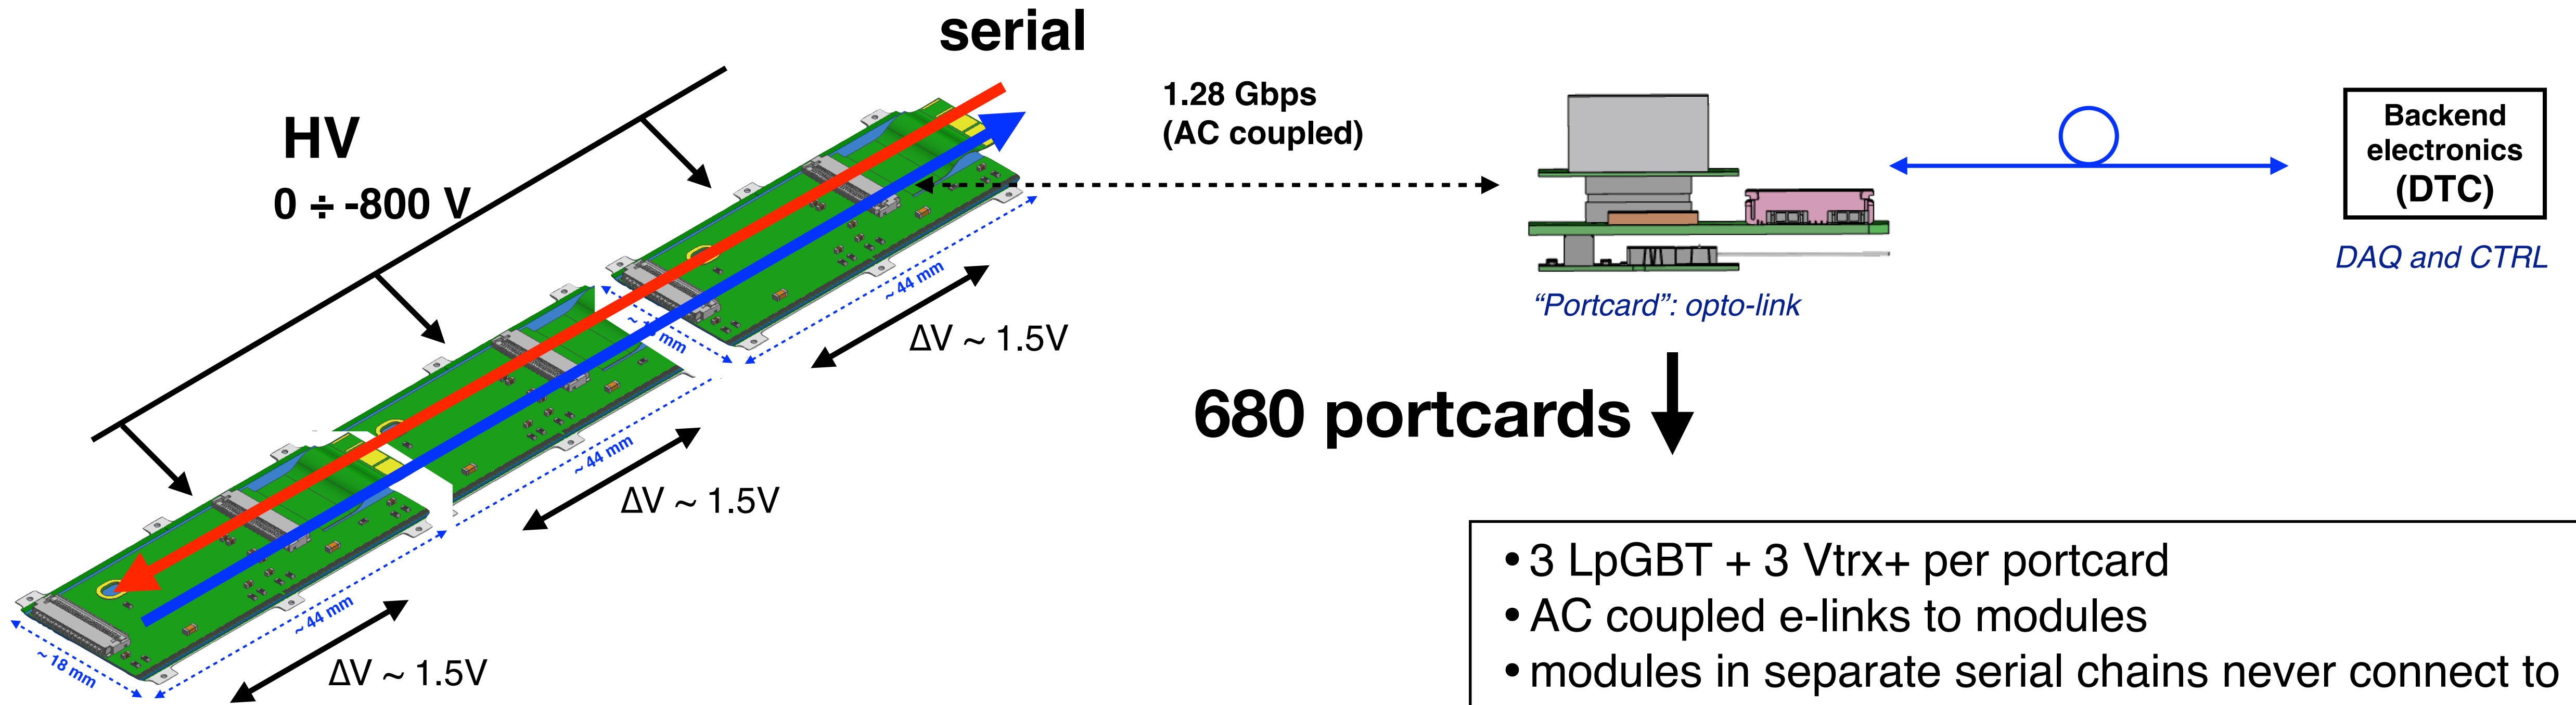 serial
HV
0 ÷ -800 V
1.28 Gbps
(AC coupled)
Backend
electronics
(DTC)
DAQ and CTRL
“Portcard”: opto-link
~ 44 mm
mm
ΔV ~ 1.5V
680 portcards
~ 44 mm
ΔV ~ 1.5V
~ 44 mm
~ 18 mm
ΔV ~ 1.5V
• 3 LpGBT + 3 Vtrx+ per portcard
• AC coupled e-links to modules
• modules in separate serial chains never connect to